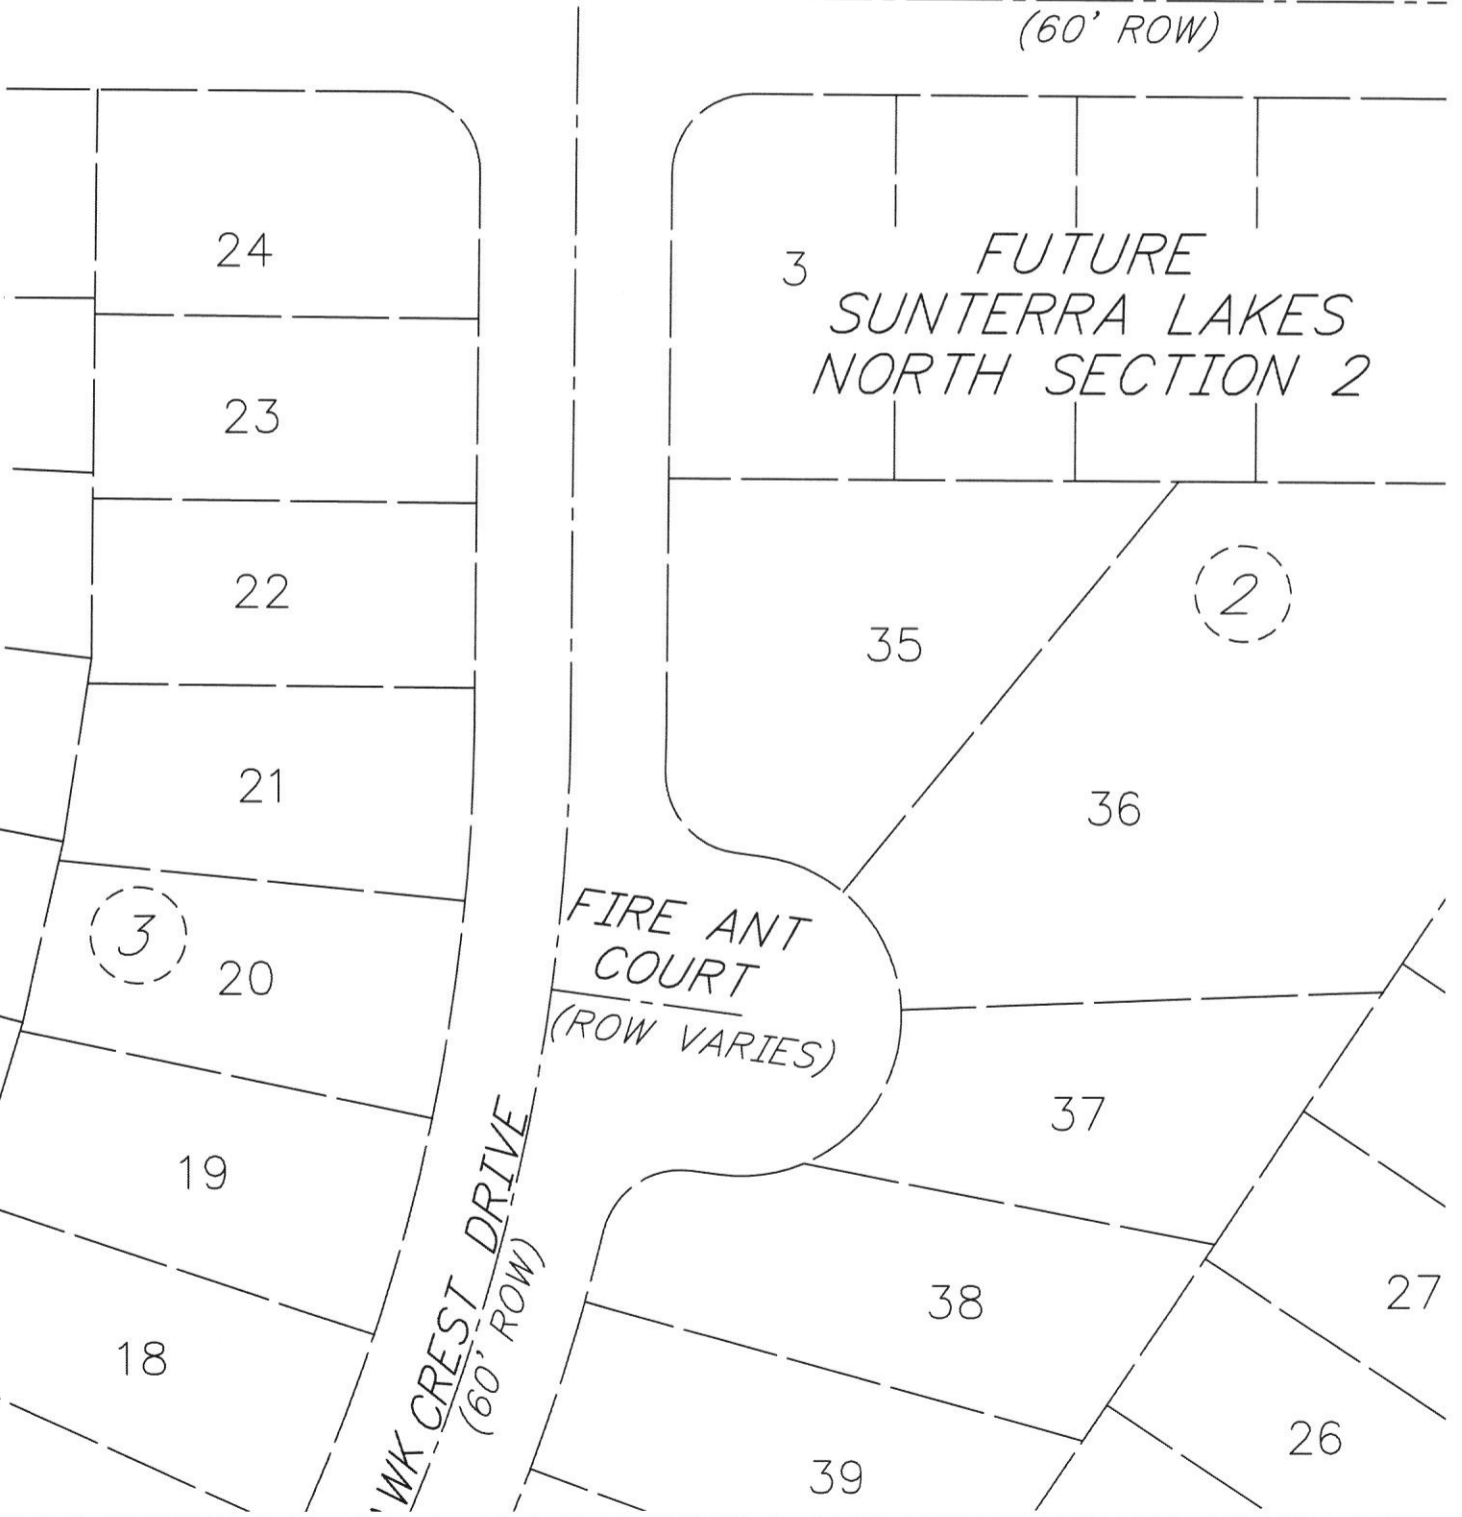 (60' ROW)
24
3
FUTURE
SUNTERRA LAKES
NORTH SECTION 2
23
22
2
35
21
36
3
20
FIRE ANT
COURT
(ROW VARIES)
37
19
38
27
18
WK CREST DRIVE
(60' ROW)
26
39